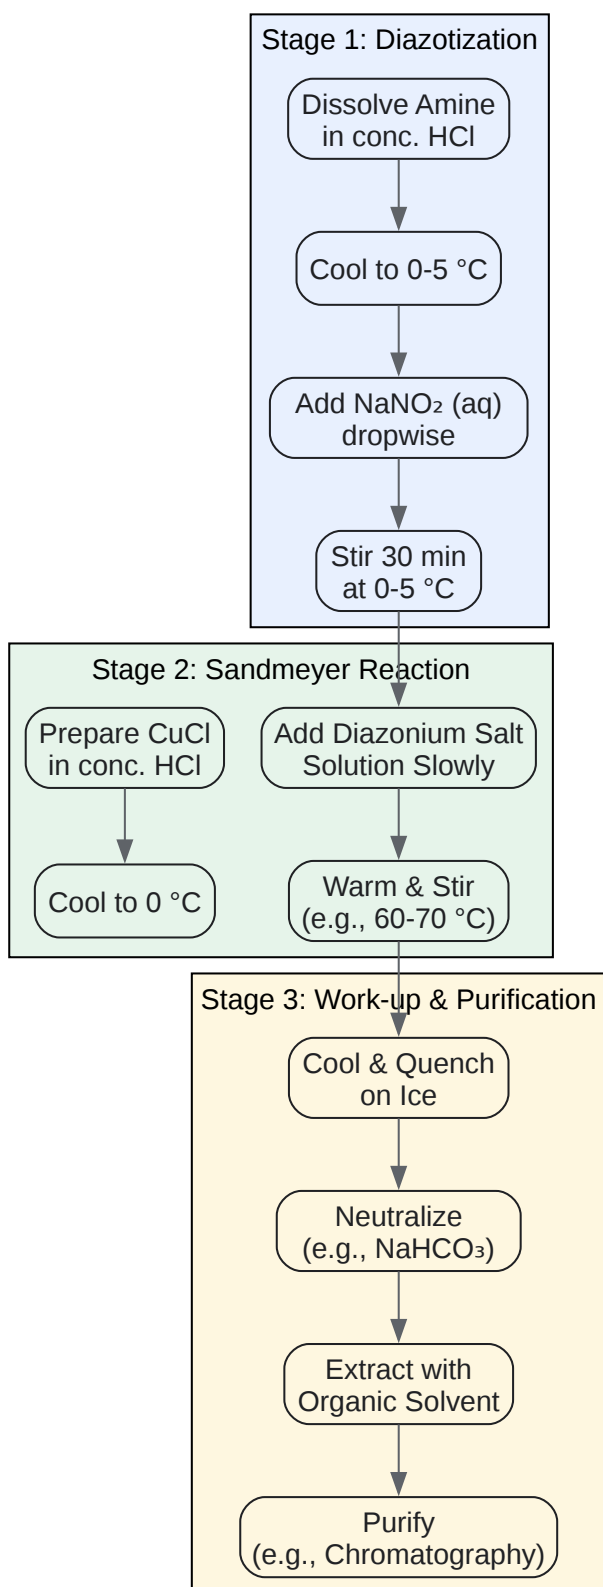 Stage 1: Diazotization
Dissolve Amine
in conc. HCl
Cool to 0-5 °C
Add NaNO₂ (aq)
dropwise
Stir 30 min
at 0-5 °C
Stage 2: Sandmeyer Reaction
Prepare CuCl
in conc. HCl
Cool to 0 °C
Add Diazonium Salt
Solution Slowly
Warm & Stir
(e.g., 60-70 °C)
Stage 3: Work-up & Purification
Cool & Quench
on Ice
Neutralize
(e.g., NaHCO₃)
Extract with
Organic Solvent
Purify
(e.g., Chromatography)